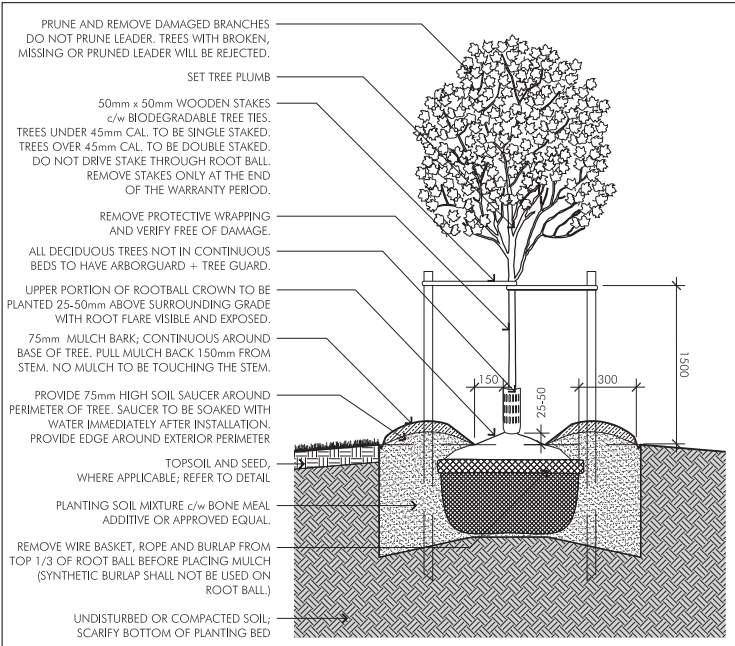 PRUNE AND REMOVE DAMAGED BRANCHES
DO NOT PRUNE LEADER. TREES WITH BROKEN,
MISSING OR PRUNED LEADER WILL BE REJECTED.
SET TREE PLUMB
50mm x 50mm WOODEN STAKES
c/w BIODEGRADABLE TREE TIES.
TREES UNDER 45mm CAL. TO BE SINGLE STAKED.
TREES OVER 45mm CAL. TO BE DOUBLE STAKED.
DO NOT DRIVE STAKE THROUGH ROOT BALL.
REMOVE STAKES ONLY AT THE END
OF THE WARRANTY PERIOD.
REMOVE PROTECTIVE WRAPPING
AND VERIFY FREE OF DAMAGE.
ALL DECIDUOUS TREES NOT IN CONTINUOUS
BEDS TO HAVE ARBORGUARD + TREE GUARD.
UPPER PORTION OF ROOTBALL CROWN TO BE
PLANTED 25-50mm ABOVE SURROUNDING GRADE
WITH ROOT FLARE VISIBLE AND EXPOSED.
75mm MULCH BARK; CONTINUOUS AROUND
BASE OF TREE. PULL MULCH BACK 150mm FROM
STEM. NO MULCH TO BE TOUCHING THE STEM.
PROVIDE 75mm HIGH SOIL SAUCER AROUND
PERIMETER OF TREE. SAUCER TO BE SOAKED WITH
WATER IMMEDIATELY AFTER INSTALLATION.
PROVIDE EDGE AROUND EXTERIOR PERIMETER
TOPSOIL AND SEED,
WHERE APPLICABLE; REFER TO DETAIL
PLANTING SOIL MIXTURE c/w BONE MEAL
ADDITIVE OR APPROVED EQUAL.
REMOVE WIRE BASKET, ROPE AND BURLAP FROM
TOP 1/3 OF ROOT BALL BEFORE PLACING MULCH
(SYNTHETIC BURLAP SHALL NOT BE USED ON
ROOT BALL.)
UNDISTURBED OR COMPACTED SOIL;
SCARIFY BOTTOM OF PLANTING BED
150
25-50
300
1500